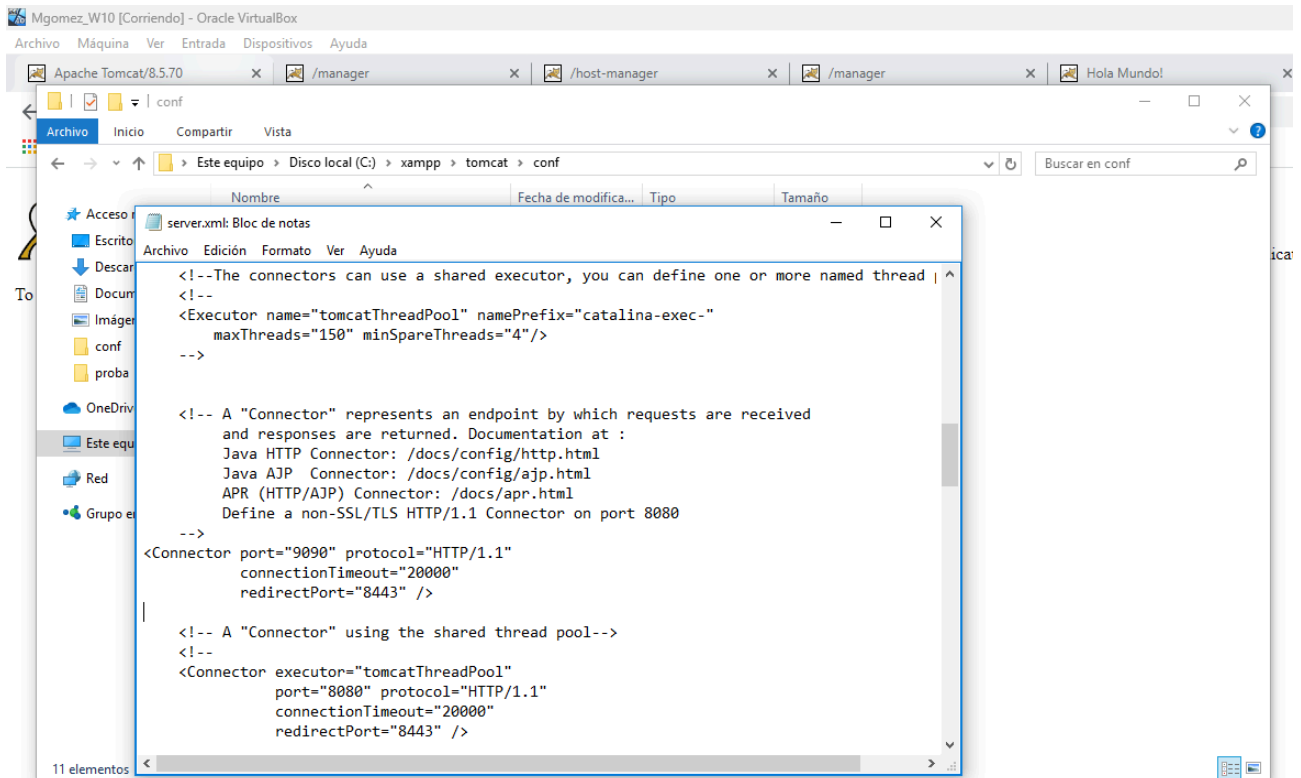 Mgomez_W10 [Corriendo] - Oracle VirtualBox
Archivo Máquina Ver Entrada Dispositivos Ayuda
Apache Tomcat/8.5.70 /manager /host-manager /manager Hola Mundo!
conf
Archivo Inicio Compartir Vista
Este equipo > Disco local (C:) > xampp > tomcat > conf Buscar en conf
Nombre Fecha de modifica... Tipo Tamaño
Acceso
Escrito
Descar
Docum
To
Imáger
conf
proba
OneDriv
Este equ
Red
Grupo
11 elementos
server.xml: Bloc de notas
Archivo Edición Formato Ver Ayuda
<!--The connectors can use a shared executor, you can define one or more named thread
<!--
<Executor name="tomcatThreadPool" namePrefix="catalina-exec-"
maxThreads="150" minSpareThreads="4"/>
-->
<!-- A "Connector" represents an endpoint by which requests are received
and responses are returned. Documentation at :
Java HTTP Connector: /docs/config/http.html
Java AJP  Connector: /docs/config/ajp.html
APR (HTTP/AJP) Connector: /docs/apr.html
Define a non-SSL/TLS HTTP/1.1 Connector on port 8080
-->
<Connector port="9090" protocol="HTTP/1.1"
connectionTimeout="20000"
redirectPort="8443" />
<!-- A "Connector" using the shared thread pool-->
<!--
<Connector executor="tomcatThreadPool"
port="8080" protocol="HTTP/1.1"
connectionTimeout="20000"
redirectPort="8443" />